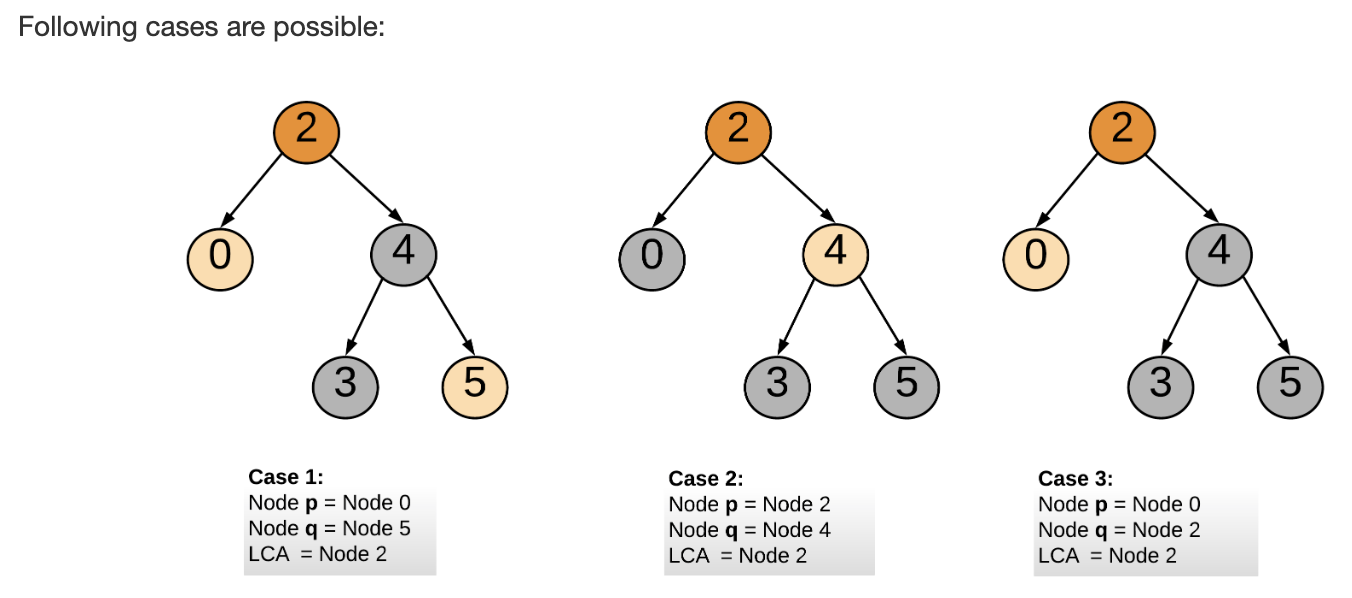 Following cases are possible:
2 2 2
0 4 0 4 0 4
3 5 3 5 3 5
Case 1:
Node p = Node 0
Node q = Node 5
LCA = Node 2
Case 2:
Node p = Node 2
Node q = Node 4
LCA = Node 2
Case 3:
Node p = Node 0
Node q = Node 2
LCA = Node 2